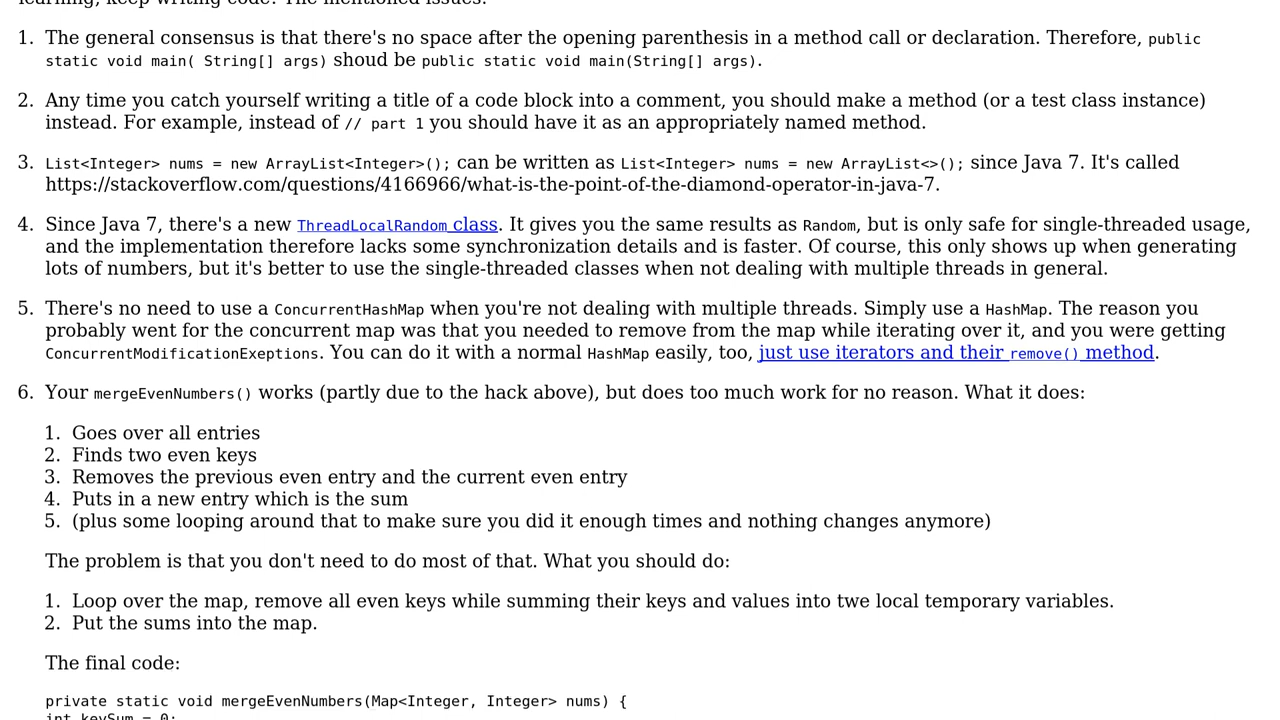 learning, keep writing code! The mentioned issues:
1. The general consensus is that there's no space after the opening parenthesis in a method call or declaration. Therefore, public
static void main( String[] args) shoud be public static void main(String[] args).
2. Any time you catch yourself writing a title of a code block into a comment, you should make a method (or a test class instance)
instead. For example, instead of // part 1 you should have it as an appropriately named method.
3. List<Integer> nums = new ArrayList<Integer>(); can be written as List<Integer> nums = new ArrayList<>(); since Java 7. It's called
https://stackoverflow.com/questions/4166966/what-is-the-point-of-the-diamond-operator-in-java-7.
4. Since Java 7, there's a new ThreadLocalRandom class. It gives you the same results as Random, but is only safe for single-threaded usage,
and the implementation therefore lacks some synchronization details and is faster. Of course, this only shows up when generating
lots of numbers, but it's better to use the single-threaded classes when not dealing with multiple threads in general.
5. There's no need to use a ConcurrentHashMap when you're not dealing with multiple threads. Simply use a HashMap. The reason you
probably went for the concurrent map was that you needed to remove from the map while iterating over it, and you were getting
ConcurrentModificationExeptions. You can do it with a normal HashMap easily, too, just use iterators and their remove() method.
6. Your mergeEvenNumbers() works (partly due to the hack above), but does too much work for no reason. What it does:
1. Goes over all entries
2. Finds two even keys
3. Removes the previous even entry and the current even entry
4. Puts in a new entry which is the sum
5. (plus some looping around that to make sure you did it enough times and nothing changes anymore)
The problem is that you don't need to do most of that. What you should do:
1. Loop over the map, remove all even keys while summing their keys and values into twe local temporary variables.
2. Put the sums into the map.
The final code:
private static void mergeEvenNumbers(Map<Integer, Integer> nums) {
int keySum = 0;